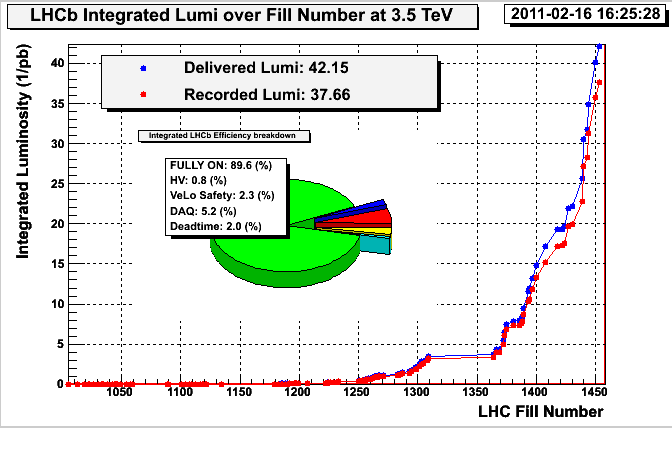 LHCb Integrated Lumi over Fill Number at 3.5 TeV
2011-02-16 16:25:28
Integrated Luminosity (1/pb)
Delivered Lumi: 42.15
Recorded Lumi: 37.66
Integrated LHCb Efficiency breakdown
FULLY ON: 89.6 (%)
HV: 0.8 (%)
VeLo Safety: 2.3 (%)
DAQ: 5.2 (%)
Deadtime: 2.0 (%)
40
35
30
25
20
15
10
5
0
1050 1100 1150 1200 1250 1300 1350 1400 1450
LHC Fill Number